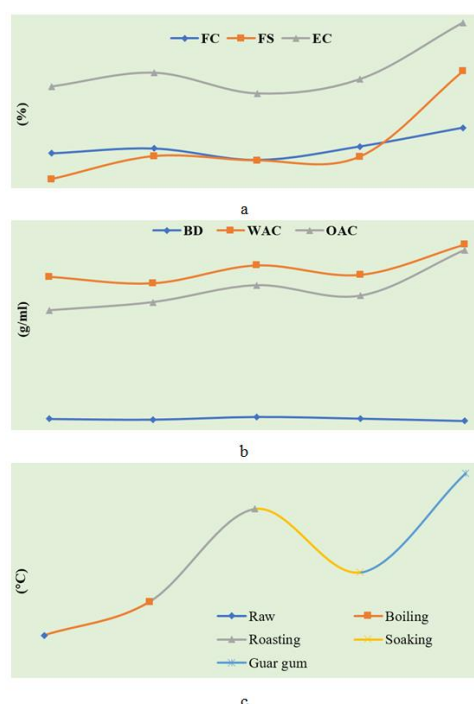 FC FS EC
(%)
a
BD WAC OAC
(g/ml)
b
(°C)
Raw Boiling
Roasting Soaking
Guar gum
c